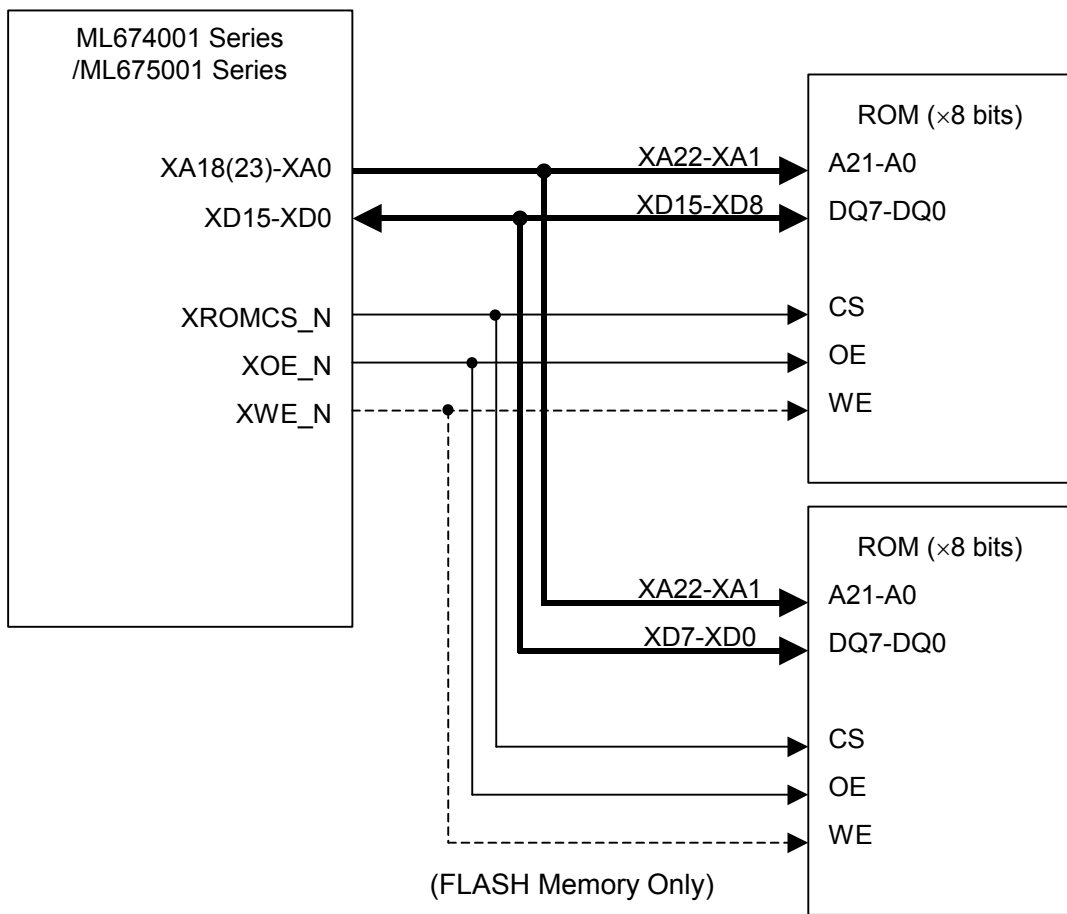 ML674001 Series
/ML675001 Series
XA18(23)-XA0
XD15-XD0
XROMCS_N
XOE_N
XWE_N
XA22-XA1
XD15-XD8
ROM (×8 bits)
A21-A0
DQ7-DQ0
CS
OE
WE
XA22-XA1
XD7-XD0
ROM (×8 bits)
A21-A0
DQ7-DQ0
CS
OE
WE
(FLASH Memory Only)